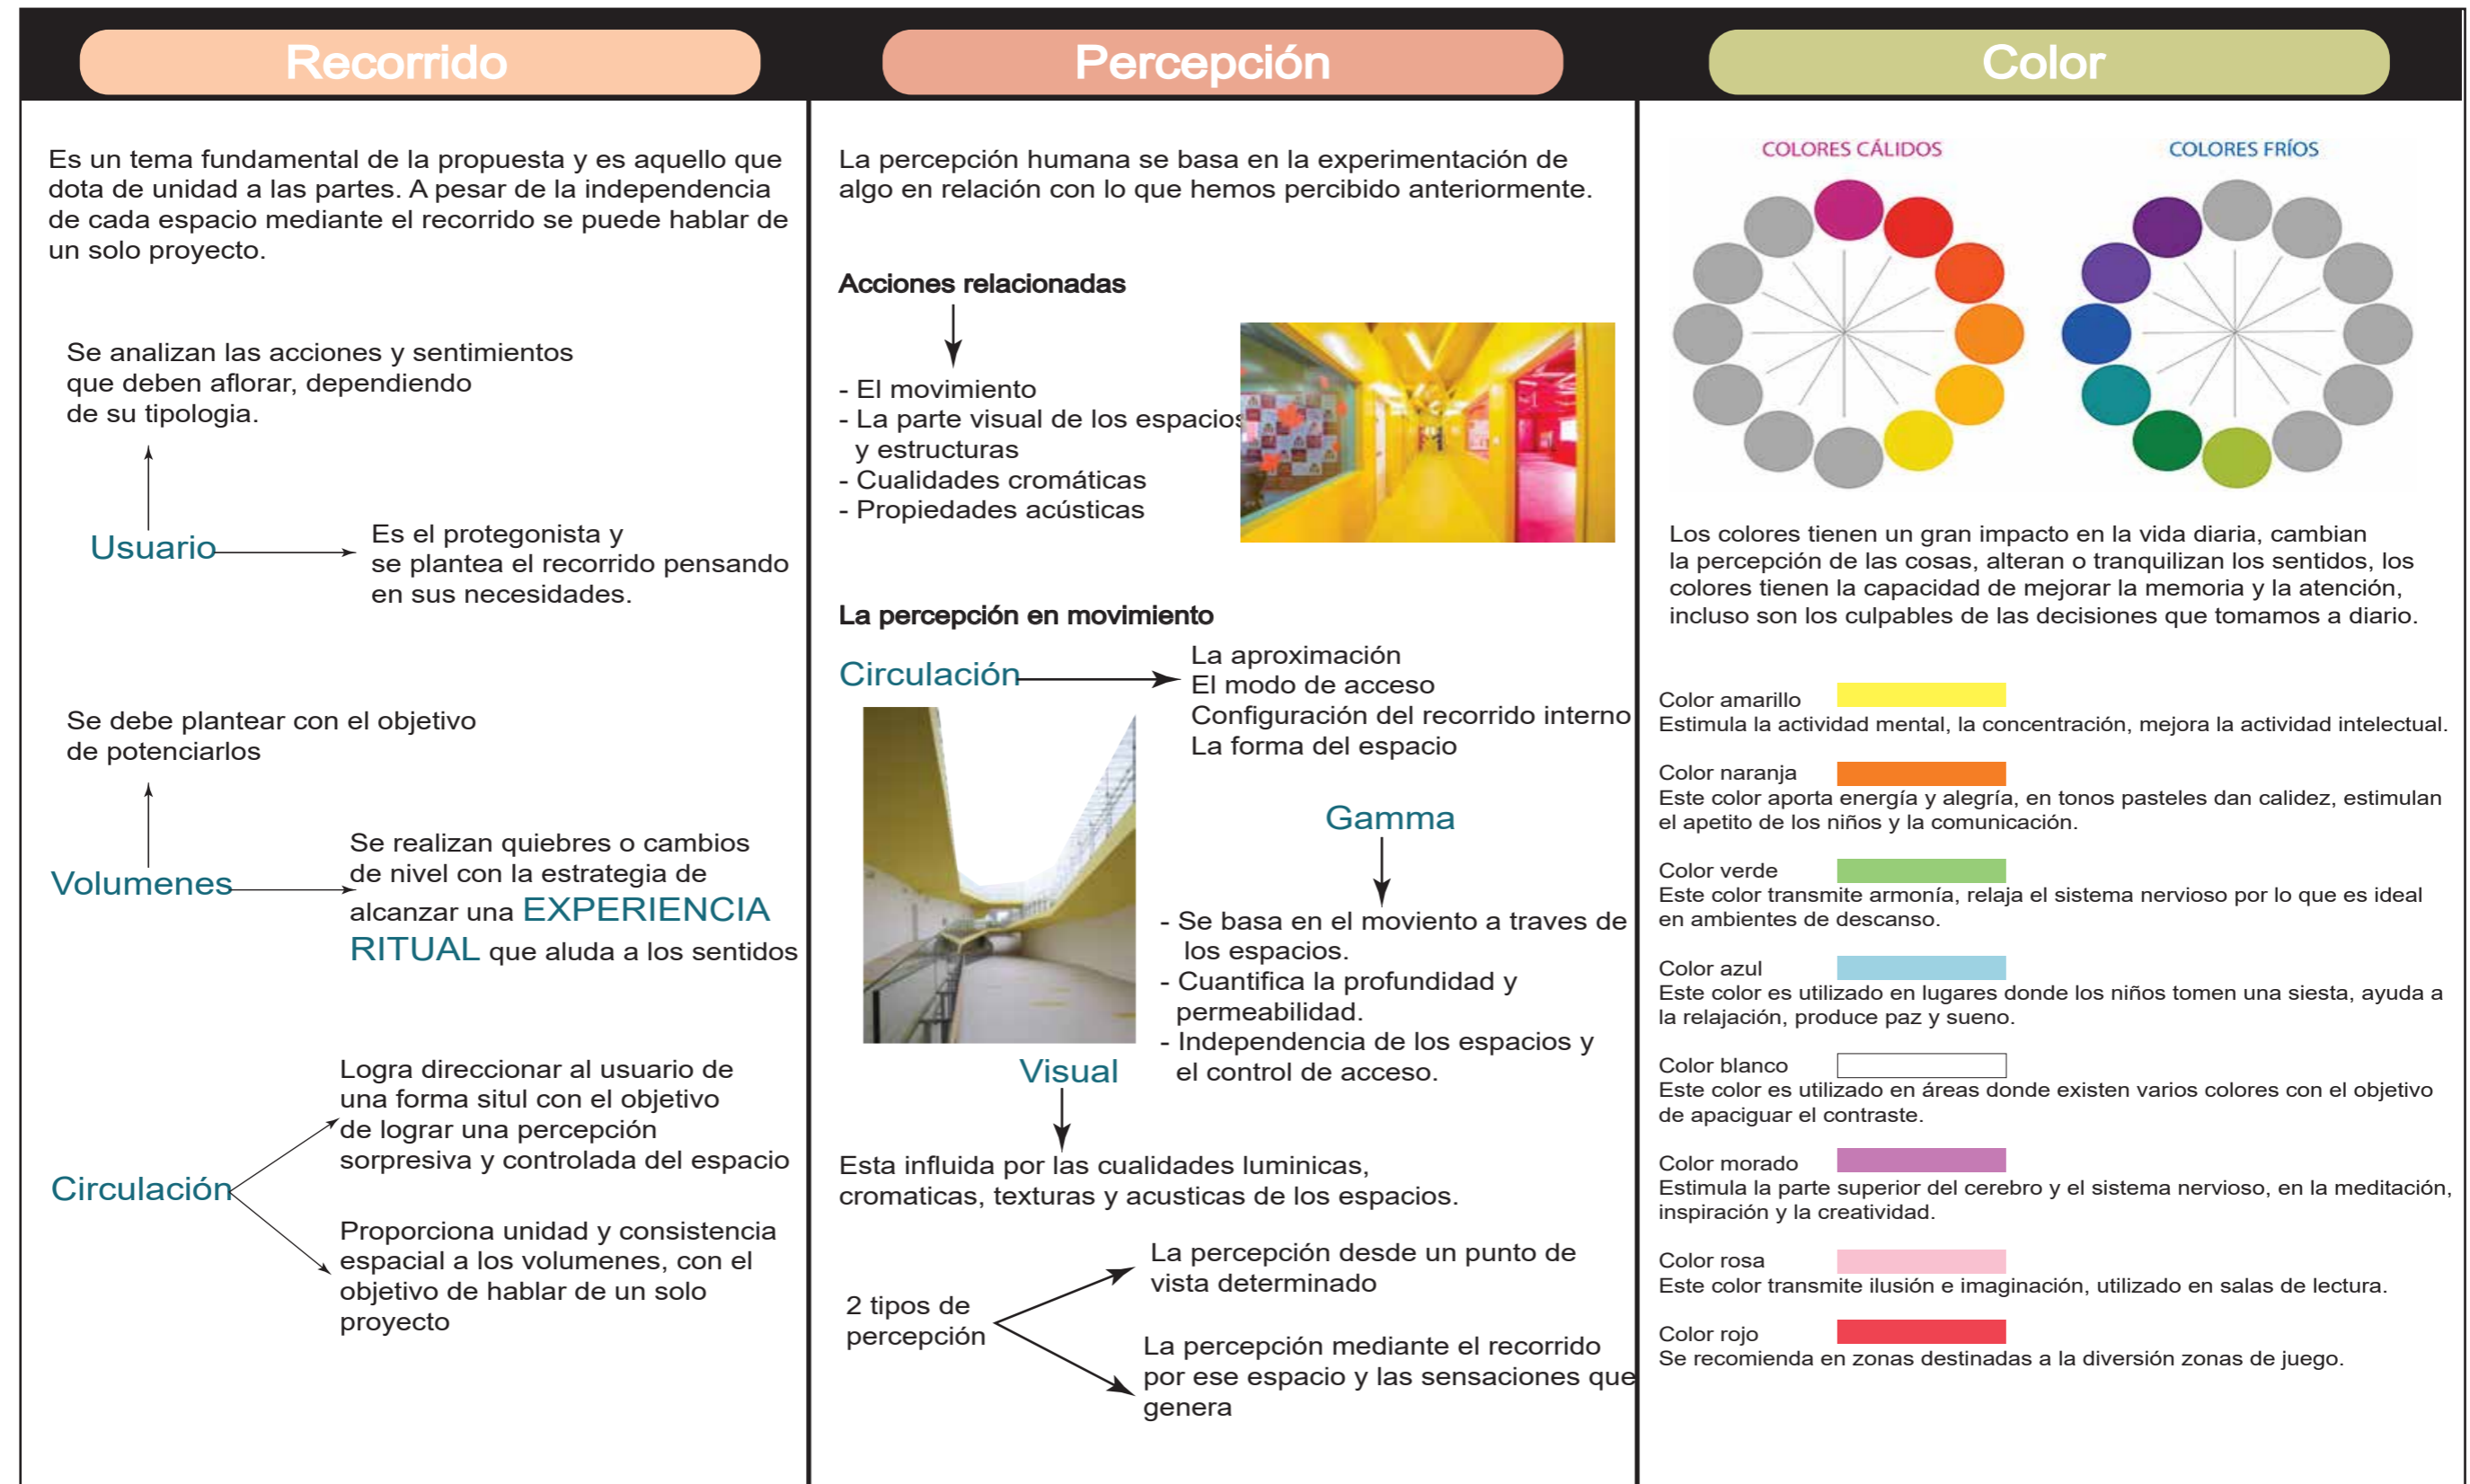 Recorrido
Es un tema fundamental de la propuesta y es aquello que
dota de unidad a las partes. A pesar de la independencia
de cada espacio mediante el recorrido se puede hablar de
un solo proyecto.
Se analizan las acciones y sentimientos
que deben aflorar, dependiendo
de su tipologia.
Usuario
Es el protegonista y
se plantea el recorrido pensando
en sus necesidades.
Se debe plantear con el objetivo
de potenciarlos
Volumenes
Se realizan quiebres o cambios
de nivel con la estrategia de
alcanzar una EXPERIENCIA
RITUAL que aluda a los sentidos
Circulación
Logra direccionar al usuario de
una forma situl con el objetivo
de lograr una percepción
sorpresiva y controlada del espacio
Proporciona unidad y consistencia
espacial a los volumenes, con el
objetivo de hablar de un solo
proyecto
Percepción
La percepción humana se basa en la experimentación de
algo en relación con lo que hemos percibido anteriormente.
Acciones relacionadas
- El movimiento
- La parte visual de los espacios
y estructuras
- Cualidades cromáticas
- Propiedades acústicas
La percepción en movimiento
Circulación
La aproximación
El modo de acceso
Configuración del recorrido interno
La forma del espacio
Gamma
- Se basa en el moviento a traves de
los espacios.
- Cuantifica la profundidad y
permeabilidad.
- Independencia de los espacios y
el control de acceso.
Visual
Esta influida por las cualidades luminicas,
cromaticas, texturas y acusticas de los espacios.
2 tipos de
percepción
La percepción desde un punto de
vista determinado
La percepción mediante el recorrido
por ese espacio y las sensaciones que
genera
Color
COLORES CÁLIDOS
COLORES FRÍOS
Los colores tienen un gran impacto en la vida diaria, cambian
la percepción de las cosas, alteran o tranquilizan los sentidos, los
colores tienen la capacidad de mejorar la memoria y la atención,
incluso son los culpables de las decisiones que tomamos a diario.
Color amarillo
Estimula la actividad mental, la concentración, mejora la actividad intelectual.
Color naranja
Este color aporta energía y alegría, en tonos pasteles dan calidez, estimulan
el apetito de los niños y la comunicación.
Color verde
Este color transmite armonía, relaja el sistema nervioso por lo que es ideal
en ambientes de descanso.
Color azul
Este color es utilizado en lugares donde los niños tomen una siesta, ayuda a
la relajación, produce paz y sueno.
Color blanco
Este color es utilizado en áreas donde existen varios colores con el objetivo
de apaciguar el contraste.
Color morado
Estimula la parte superior del cerebro y el sistema nervioso, en la meditación,
inspiración y la creatividad.
Color rosa
Este color transmite ilusión e imaginación, utilizado en salas de lectura.
Color rojo
Se recomienda en zonas destinadas a la diversión zonas de juego.